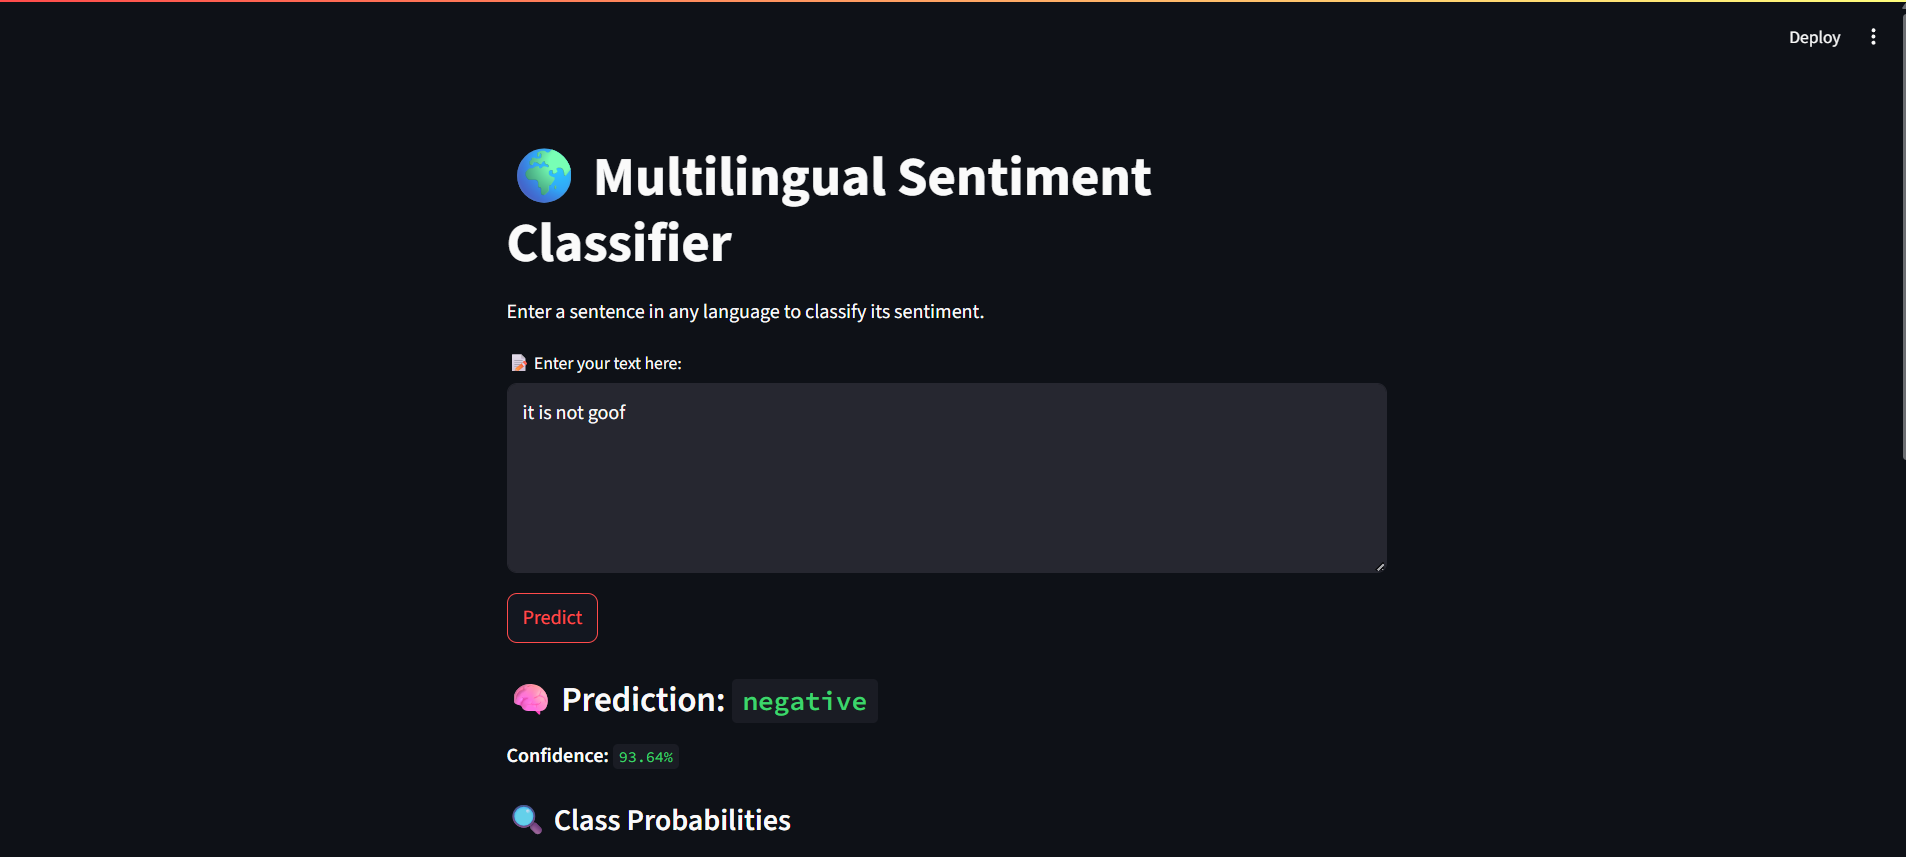 Deploy
Multilingual Sentiment
Classifier
Enter a sentence in any language to classify its sentiment.
Enter your text here:
it is not goof
Predict
Prediction: negative
Confidence: 93.64%
Class Probabilities